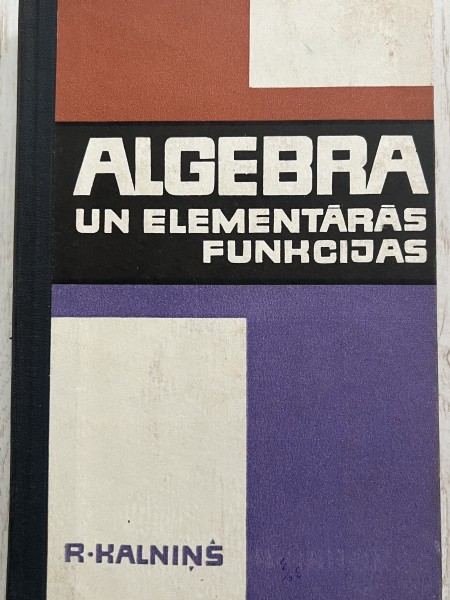 ALGEBRA
UN ELEMENTĀRĀS
FUNKCIJAS
R·KALNIŅŠ